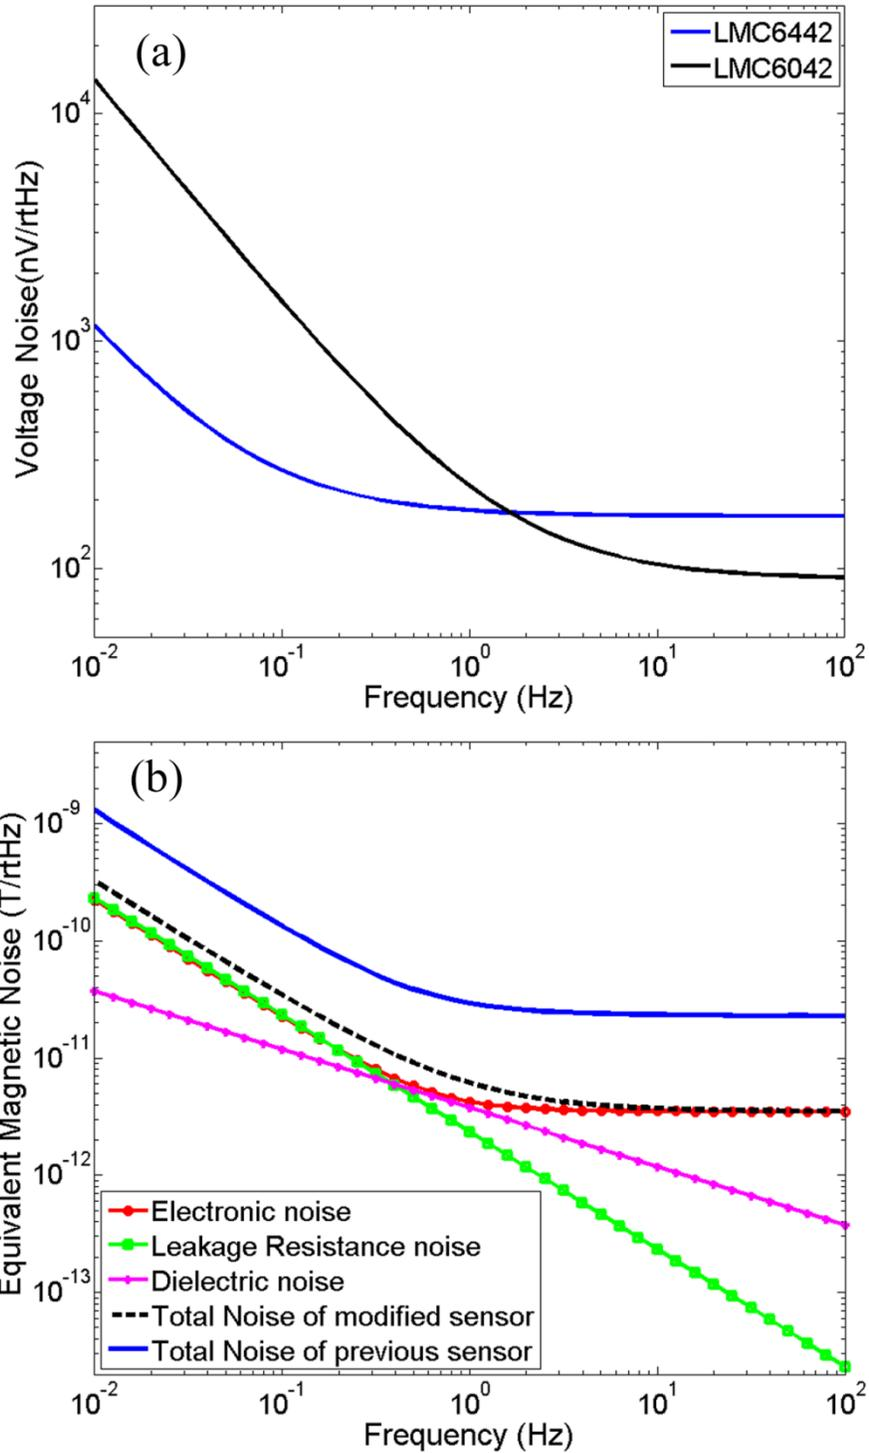 (a)
LMC6442
LMC6042
Voltage Noise(nV/rtHz)
10^4
10^3
10^2
10^-2 10^-1 10^0 10^1 10^2
Frequency (Hz)
(b)
Equivalent Magnetic Noise (T/rtHz)
10^-9
10^-10
10^-11
10^-12
10^-13
Electronic noise
Leakage Resistance noise
Dielectric noise
Total Noise of modified sensor
Total Noise of previous sensor
10^-2 10^-1 10^0 10^1 10^2
Frequency (Hz)